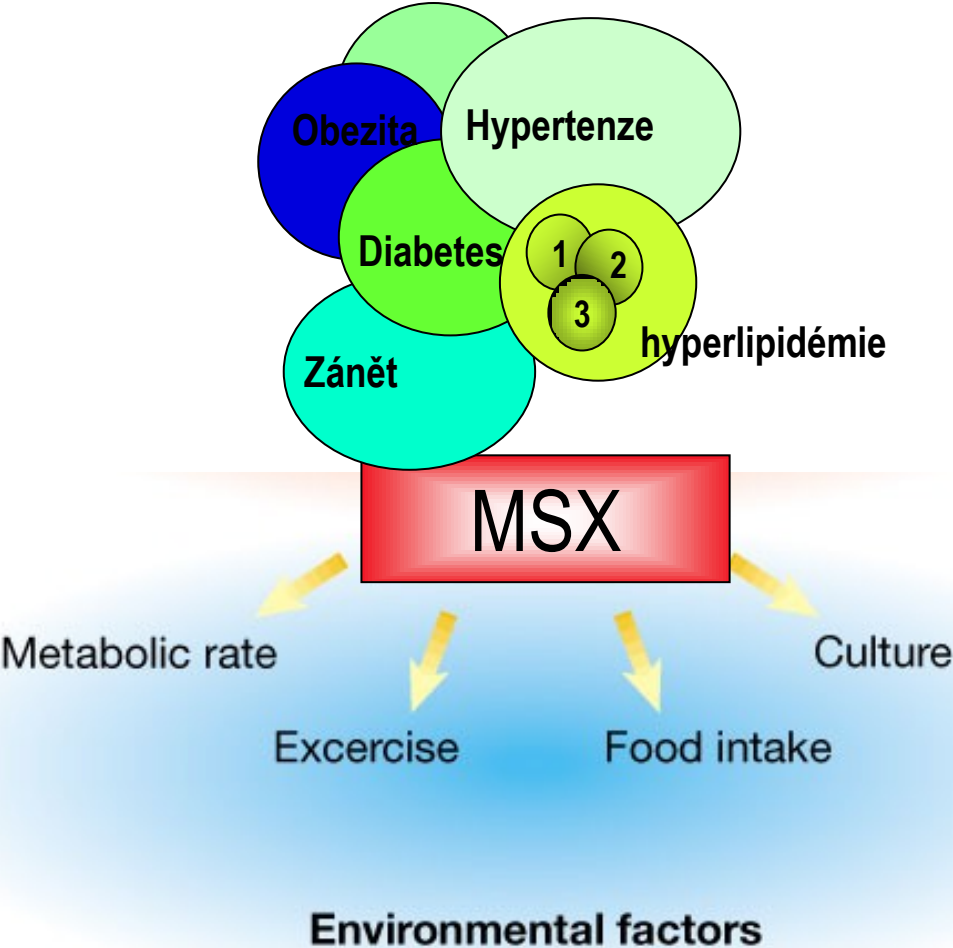 Obezita
Hypertenze
Diabetes
1
2
3
hyperlipidémie
Zánět
MSX
Metabolic rate
Culture
Excercise
Food intake
Environmental factors